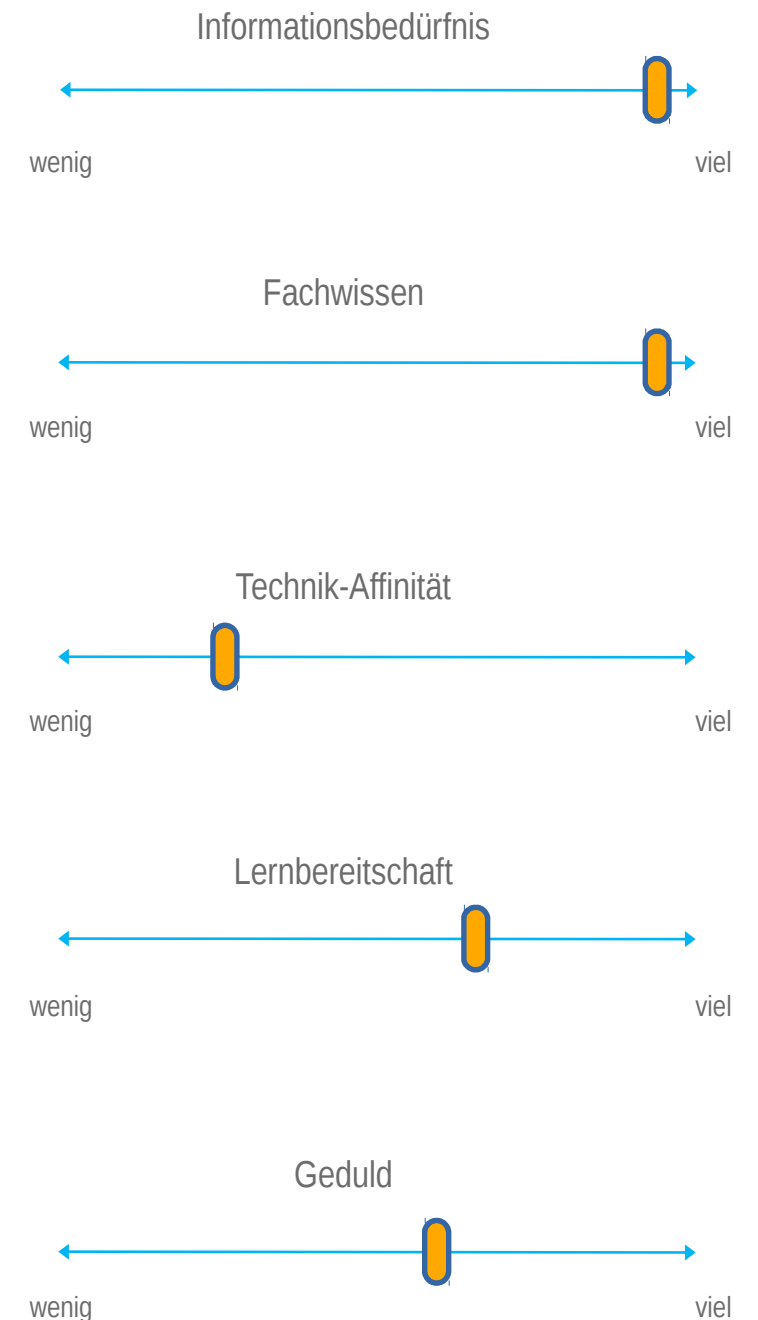 Informationsbedürfnis
wenig viel
Fachwissen
wenig viel
Technik-Affinität
wenig viel
Lernbereitschaft
wenig viel
Geduld
wenig viel